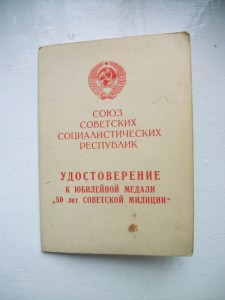 СОЮЗ
СОВЕТСКИХ
СОЦИАЛИСТИЧЕСКИХ
РЕСПУБЛИК
УДОСТОВЕРЕНИЕ
К ЮБИЛЕЙНОЙ МЕДАЛИ
„50 лет СОВЕТСКОЙ МИЛИЦИИ“